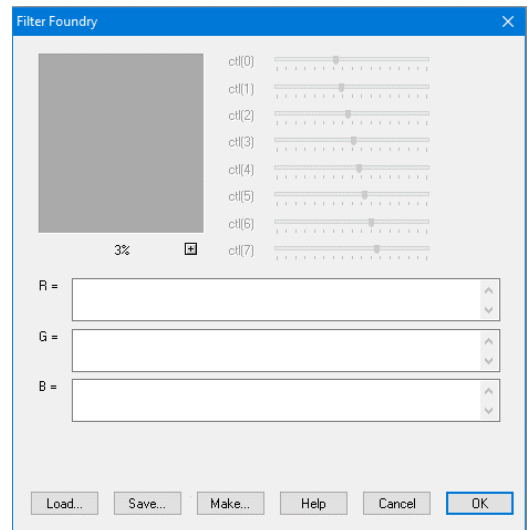 Filter Foundry
ctl(0)
ctl(1)
ctl(2)
ctl(3)
ctl(4)
ctl(5)
ctl(6)
ctl(7)
3%
R =
G =
B =
Load... Save... Make... Help Cancel OK